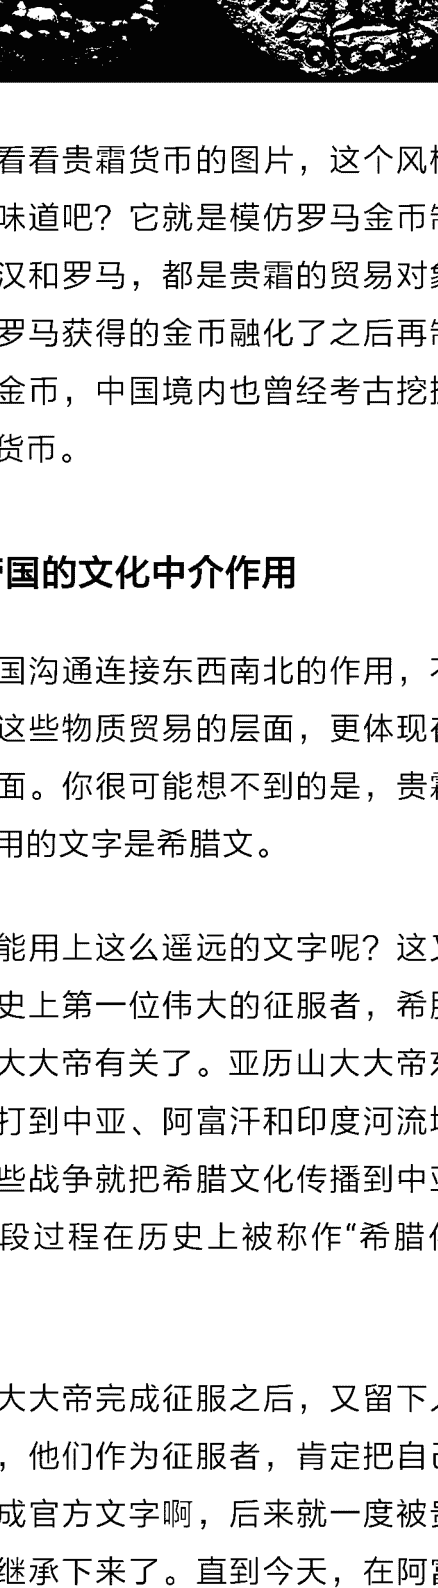 看看贵霜货币的图片，这个风
味道吧？它就是模仿罗马金币
汉和罗马，都是贵霜的贸易对
罗马获得的金币融化了之后再
金币，中国境内也曾经考古挖
货币。
国的文化中介作用
国沟通连接东西南北的作用，
这些物质贸易的层面，更体现
面。你很可能想不到的是，贵
用的文字是希腊文。
能用上这么遥远的文字呢？这
史上第一位伟大的征服者，希
大大帝有关了。亚历山大大帝
打到中亚、阿富汗和印度河流
些战争就把希腊文化传播到中
段过程在历史上被称作“希腊
大大帝完成征服之后，又留下
，他们作为征服者，肯定把自
成官方文字啊，后来就一度被
继承下来了。直到今天，在阿